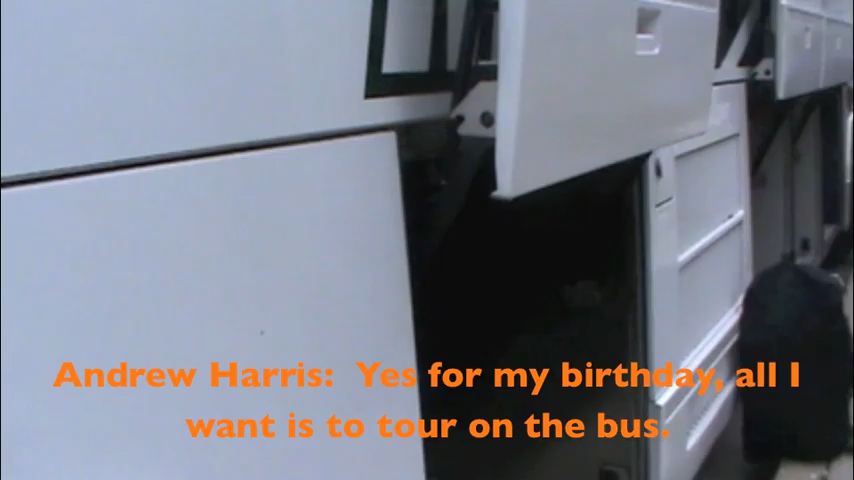 Andrew Harris:  Yes for my birthday, all I
want is to tour on the bus.